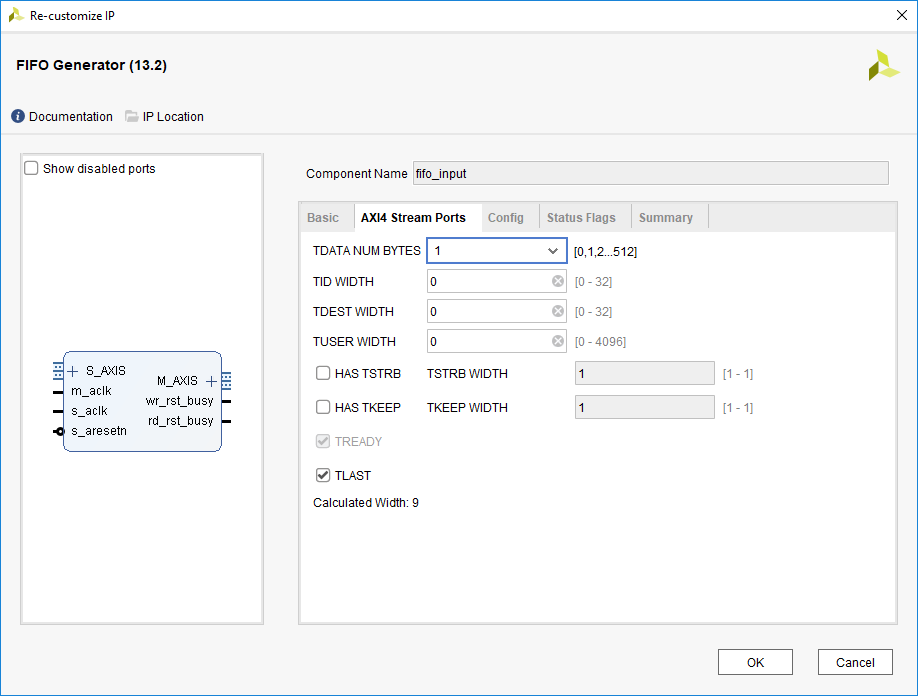 Re-customize IP
FIFO Generator (13.2)
Documentation IP Location
Show disabled ports
S_AXIS
m_aclk
s_aclk
s_aresetn
M_AXIS
wr_rst_busy
rd_rst_busy
Component Name fifo_input
Basic AXI4 Stream Ports Config Status Flags Summary
TDATA NUM BYTES 1 [0,1,2...512]
TID WIDTH 0 [0 - 32]
TDEST WIDTH 0 [0 - 32]
TUSER WIDTH 0 [0 - 4096]
HAS TSTRB TSTRB WIDTH 1 [1 - 1]
HAS TKEEP TKEEP WIDTH 1 [1 - 1]
TREADY
TLAST
Calculated Width: 9
OK Cancel